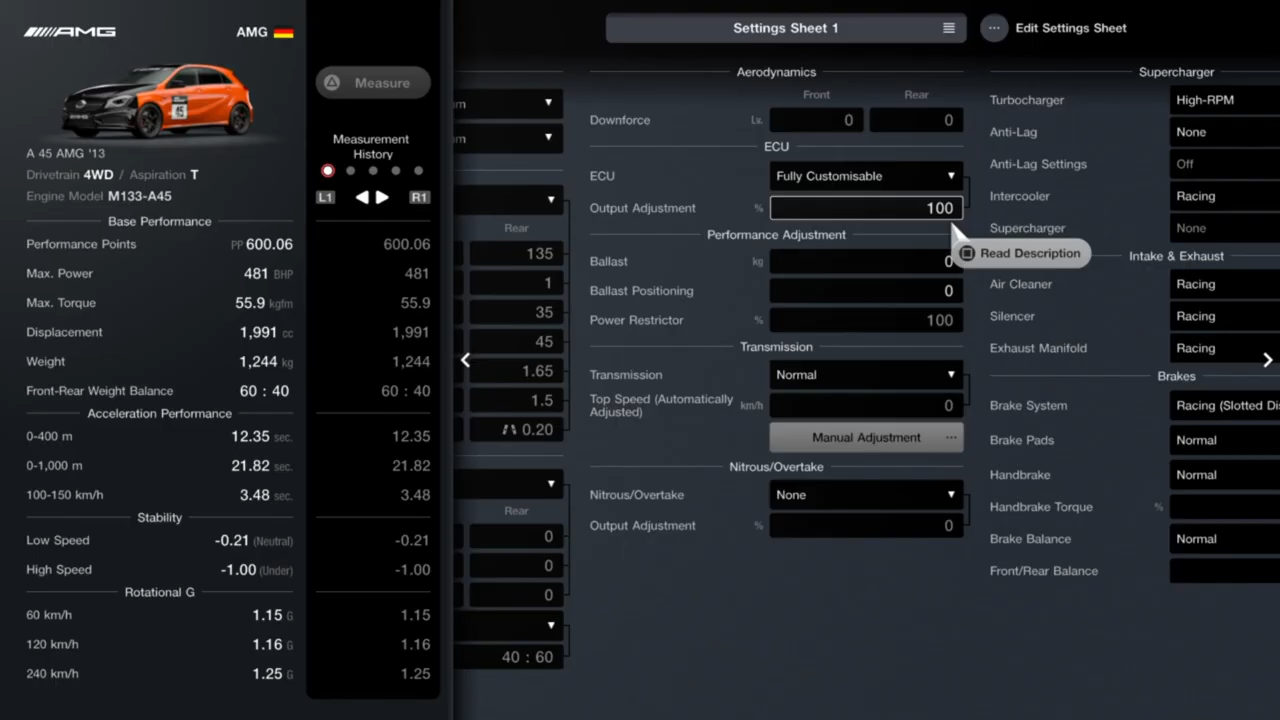 AMG
AMG
A 45 AMG '13
Drivetrain 4WD / Aspiration T
Engine Model M133-A45
Base Performance
Performance Points PP 600.06
Max. Power 481 BHP
Max. Torque 55.9 kgfm
Displacement 1,991 cc
Weight 1,244 kg
Front-Rear Weight Balance 60 : 40
Acceleration Performance
0-400 m 12.35 sec.
0-1,000 m 21.82 sec.
100-150 km/h 3.48 sec.
Stability
Low Speed -0.21 (Neutral)
High Speed -1.00 (Under)
Rotational G
60 km/h 1.15 G
120 km/h 1.16 G
240 km/h 1.25 G
Measure
Measurement
History
L1 R1
600.06
481
55.9
1,991
1,244
60 : 40
12.35
21.82
3.48
-0.21
-1.00
1.15
1.16
1.25
Settings Sheet 1
Edit Settings Sheet
m
m
Rear
135
1
35
45
1.65
1.5
0.20
Rear
0
0
0
40 : 60
Aerodynamics
Front Rear
Downforce Lv. 0 0
ECU
ECU Fully Customisable
Output Adjustment % 100
Performance Adjustment
Ballast kg 0
Read Description
Ballast Positioning 0
Power Restrictor % 100
Transmission
Transmission Normal
Top Speed (Automatically
Adjusted) km/h 0
Manual Adjustment
Nitrous/Overtake
Nitrous/Overtake None
Output Adjustment % 0
Supercharger
Turbocharger High-RPM
Anti-Lag None
Anti-Lag Settings Off
Intercooler Racing
Supercharger None
Intake & Exhaust
Air Cleaner Racing
Silencer Racing
Exhaust Manifold Racing
Brakes
Brake System Racing (Slotted Di
Brake Pads Normal
Handbrake Normal
Handbrake Torque %
Brake Balance Normal
Front/Rear Balance